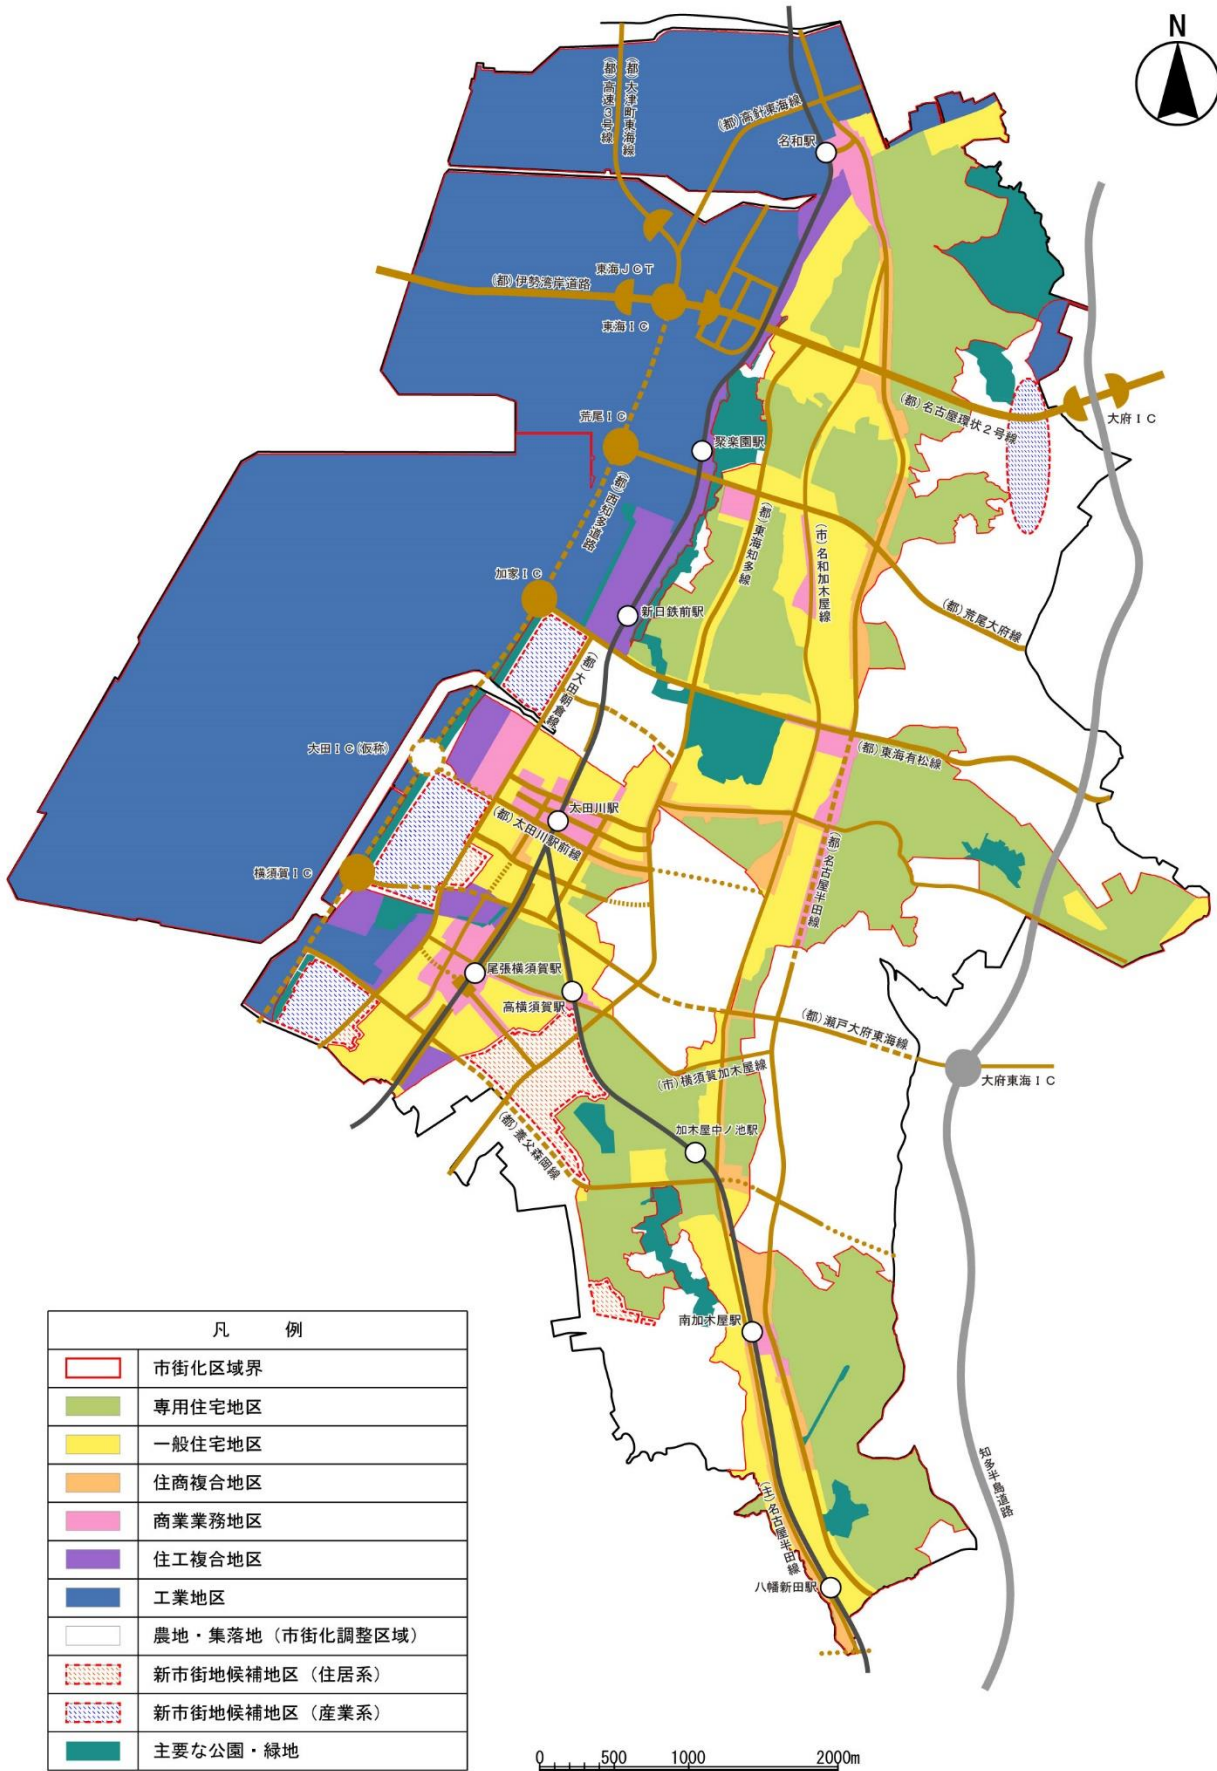 N
(都)大津町東海線
(都)高速3号線
(都)高針東海線
名和駅
東海JCT
(都)伊勢湾岸道路
東海IC
(都)名古屋環状2号線
大府IC
荒尾IC
聚楽園駅
(都)西知多道路
(都)東海知多線
(市)名和加木屋線
加家IC
新日鉄前駅
(都)荒尾大府線
(都)大田朝倉線
大田IC(仮称)
(都)東海有松線
太田川駅
(都)太田川駅前線
(都)名古屋半田線
横須賀IC
尾張横須賀駅
高横須賀駅
(都)瀬戸大府東海線
(市)横須賀加木屋線
大府東海IC
(都)養父森岡線
加木屋中ノ池駅
南加木屋駅
知多半島道路
(主)名古屋半田線
八幡新田駅
凡例
市街化区域界
専用住宅地区
一般住宅地区
住商複合地区
商業業務地区
住工複合地区
工業地区
農地・集落地(市街化調整区域)
新市街地候補地区(住居系)
新市街地候補地区(産業系)
主要な公園・緑地
0 500 1000 2000m